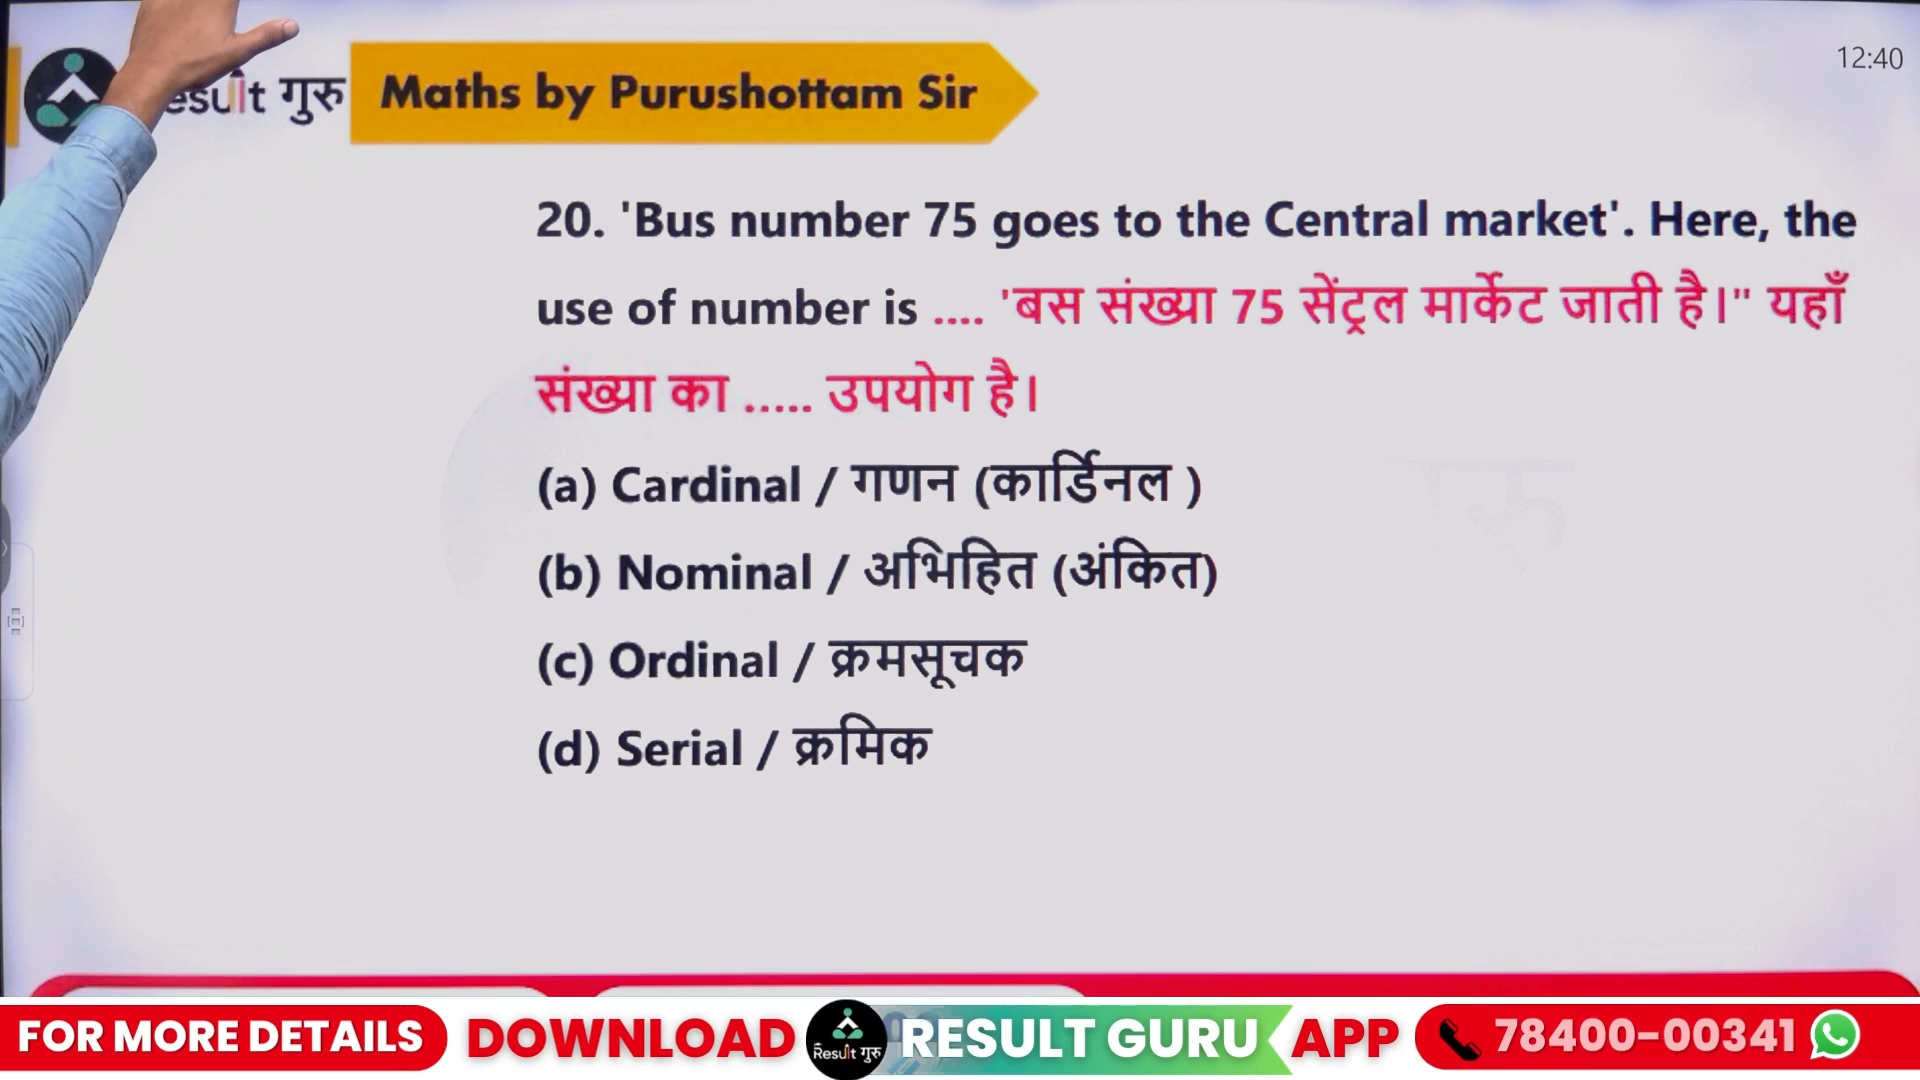 12:40
esult गुरु
Maths by Purushottam Sir
20. 'Bus number 75 goes to the Central market'. Here, the
use of number is .... 'बस संख्या 75 सेंट्रल मार्केट जाती है।" यहाँ
संख्या का ..... उपयोग है।
(a) Cardinal / गणन (कार्डिनल )
(b) Nominal / अभिहित (अंकित)
(c) Ordinal / क्रमसूचक
(d) Serial / क्रमिक
FOR MORE DETAILS DOWNLOAD Result गुरु RESULT GURU APP 78400-00341